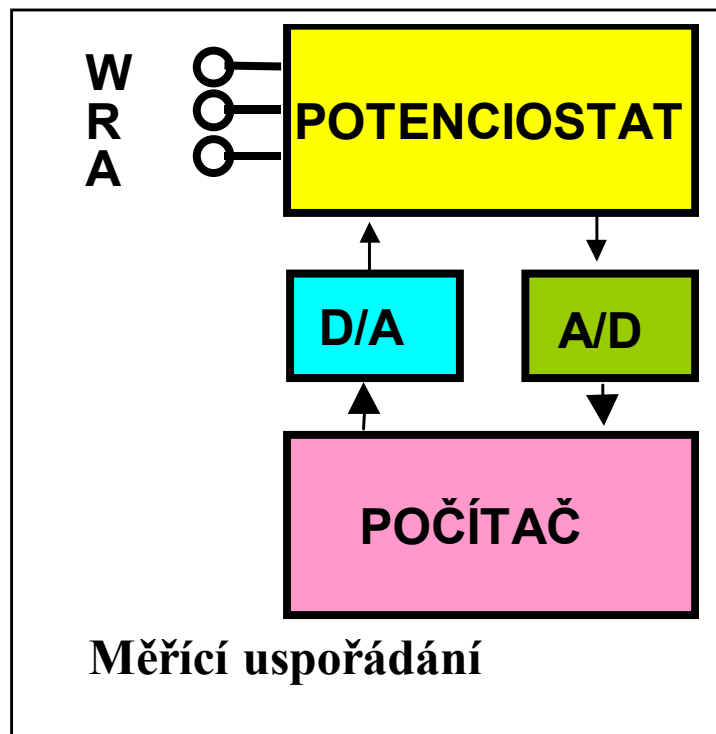 W
R
A
POTENCIOSTAT
D/A
A/D
POČÍTAČ
Měřící uspořádání